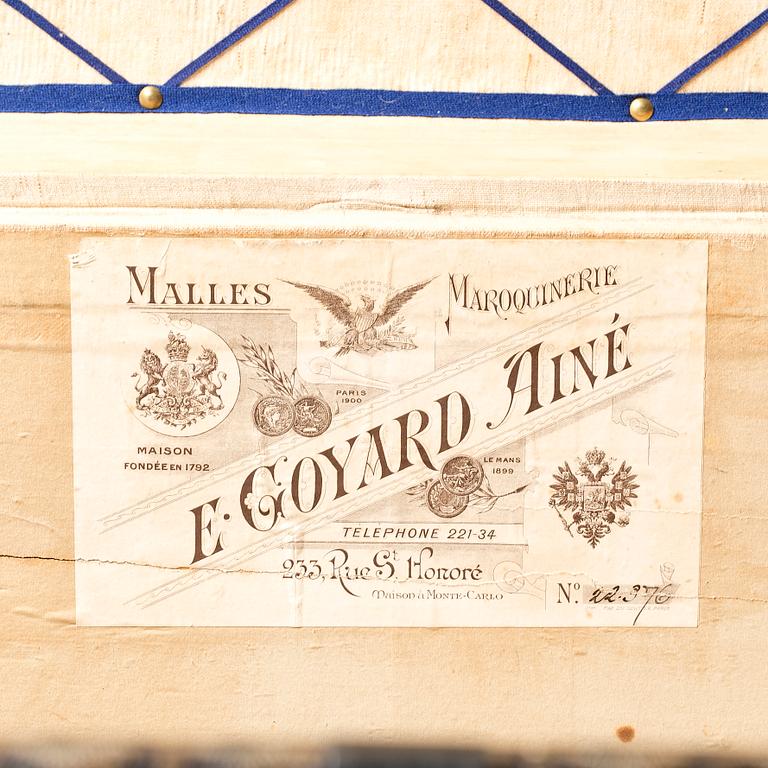 MALLES
MAROQUINERIE
PARIS
1900
MAISON
FONDÉE EN 1792
E. GOYARD AINÉ
LE MANS
1899
TELEPHONE 221-34
233, Rue St Honoré
Maison à MONTE-CARLO
No. 22.376